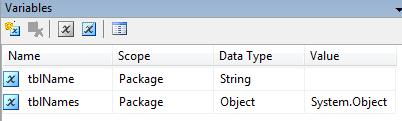 Variables
Name Scope Data Type Value
tblName Package String
tblNames Package Object System.Object